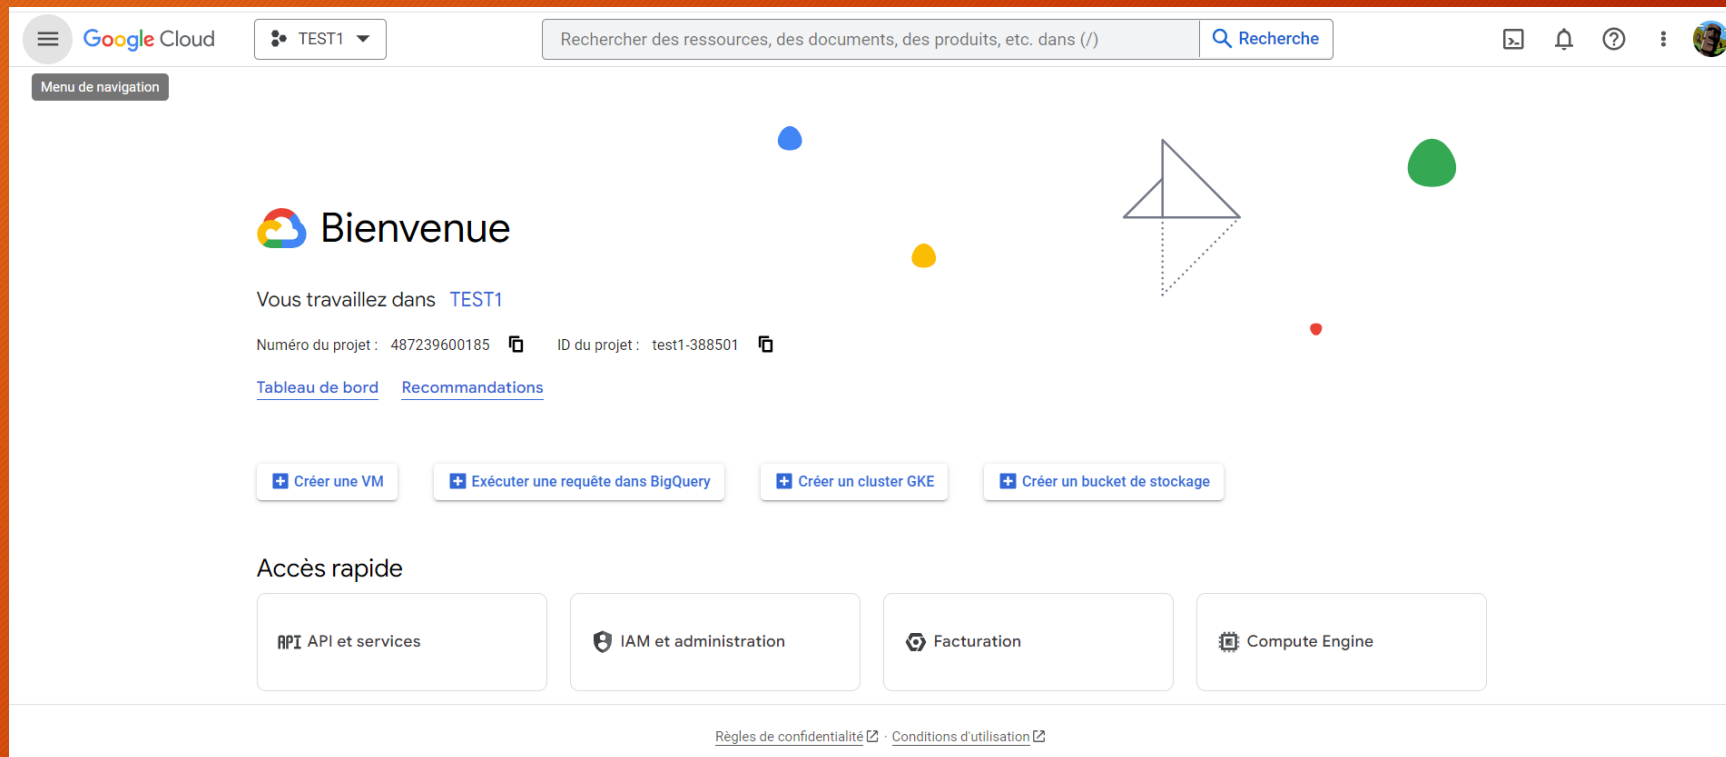 Google Cloud TEST1 Rechercher des ressources, des documents, des produits, etc. dans (/) Recherche
Menu de navigation
Bienvenue
Vous travaillez dans TEST1
Numéro du projet : 487239600185 ID du projet : test1-388501
Tableau de bord Recommandations
Créer une VM Exécuter une requête dans BigQuery Créer un cluster GKE Créer un bucket de stockage
Accès rapide
API API et services IAM et administration Facturation Compute Engine
Règles de confidentialité · Conditions d'utilisation